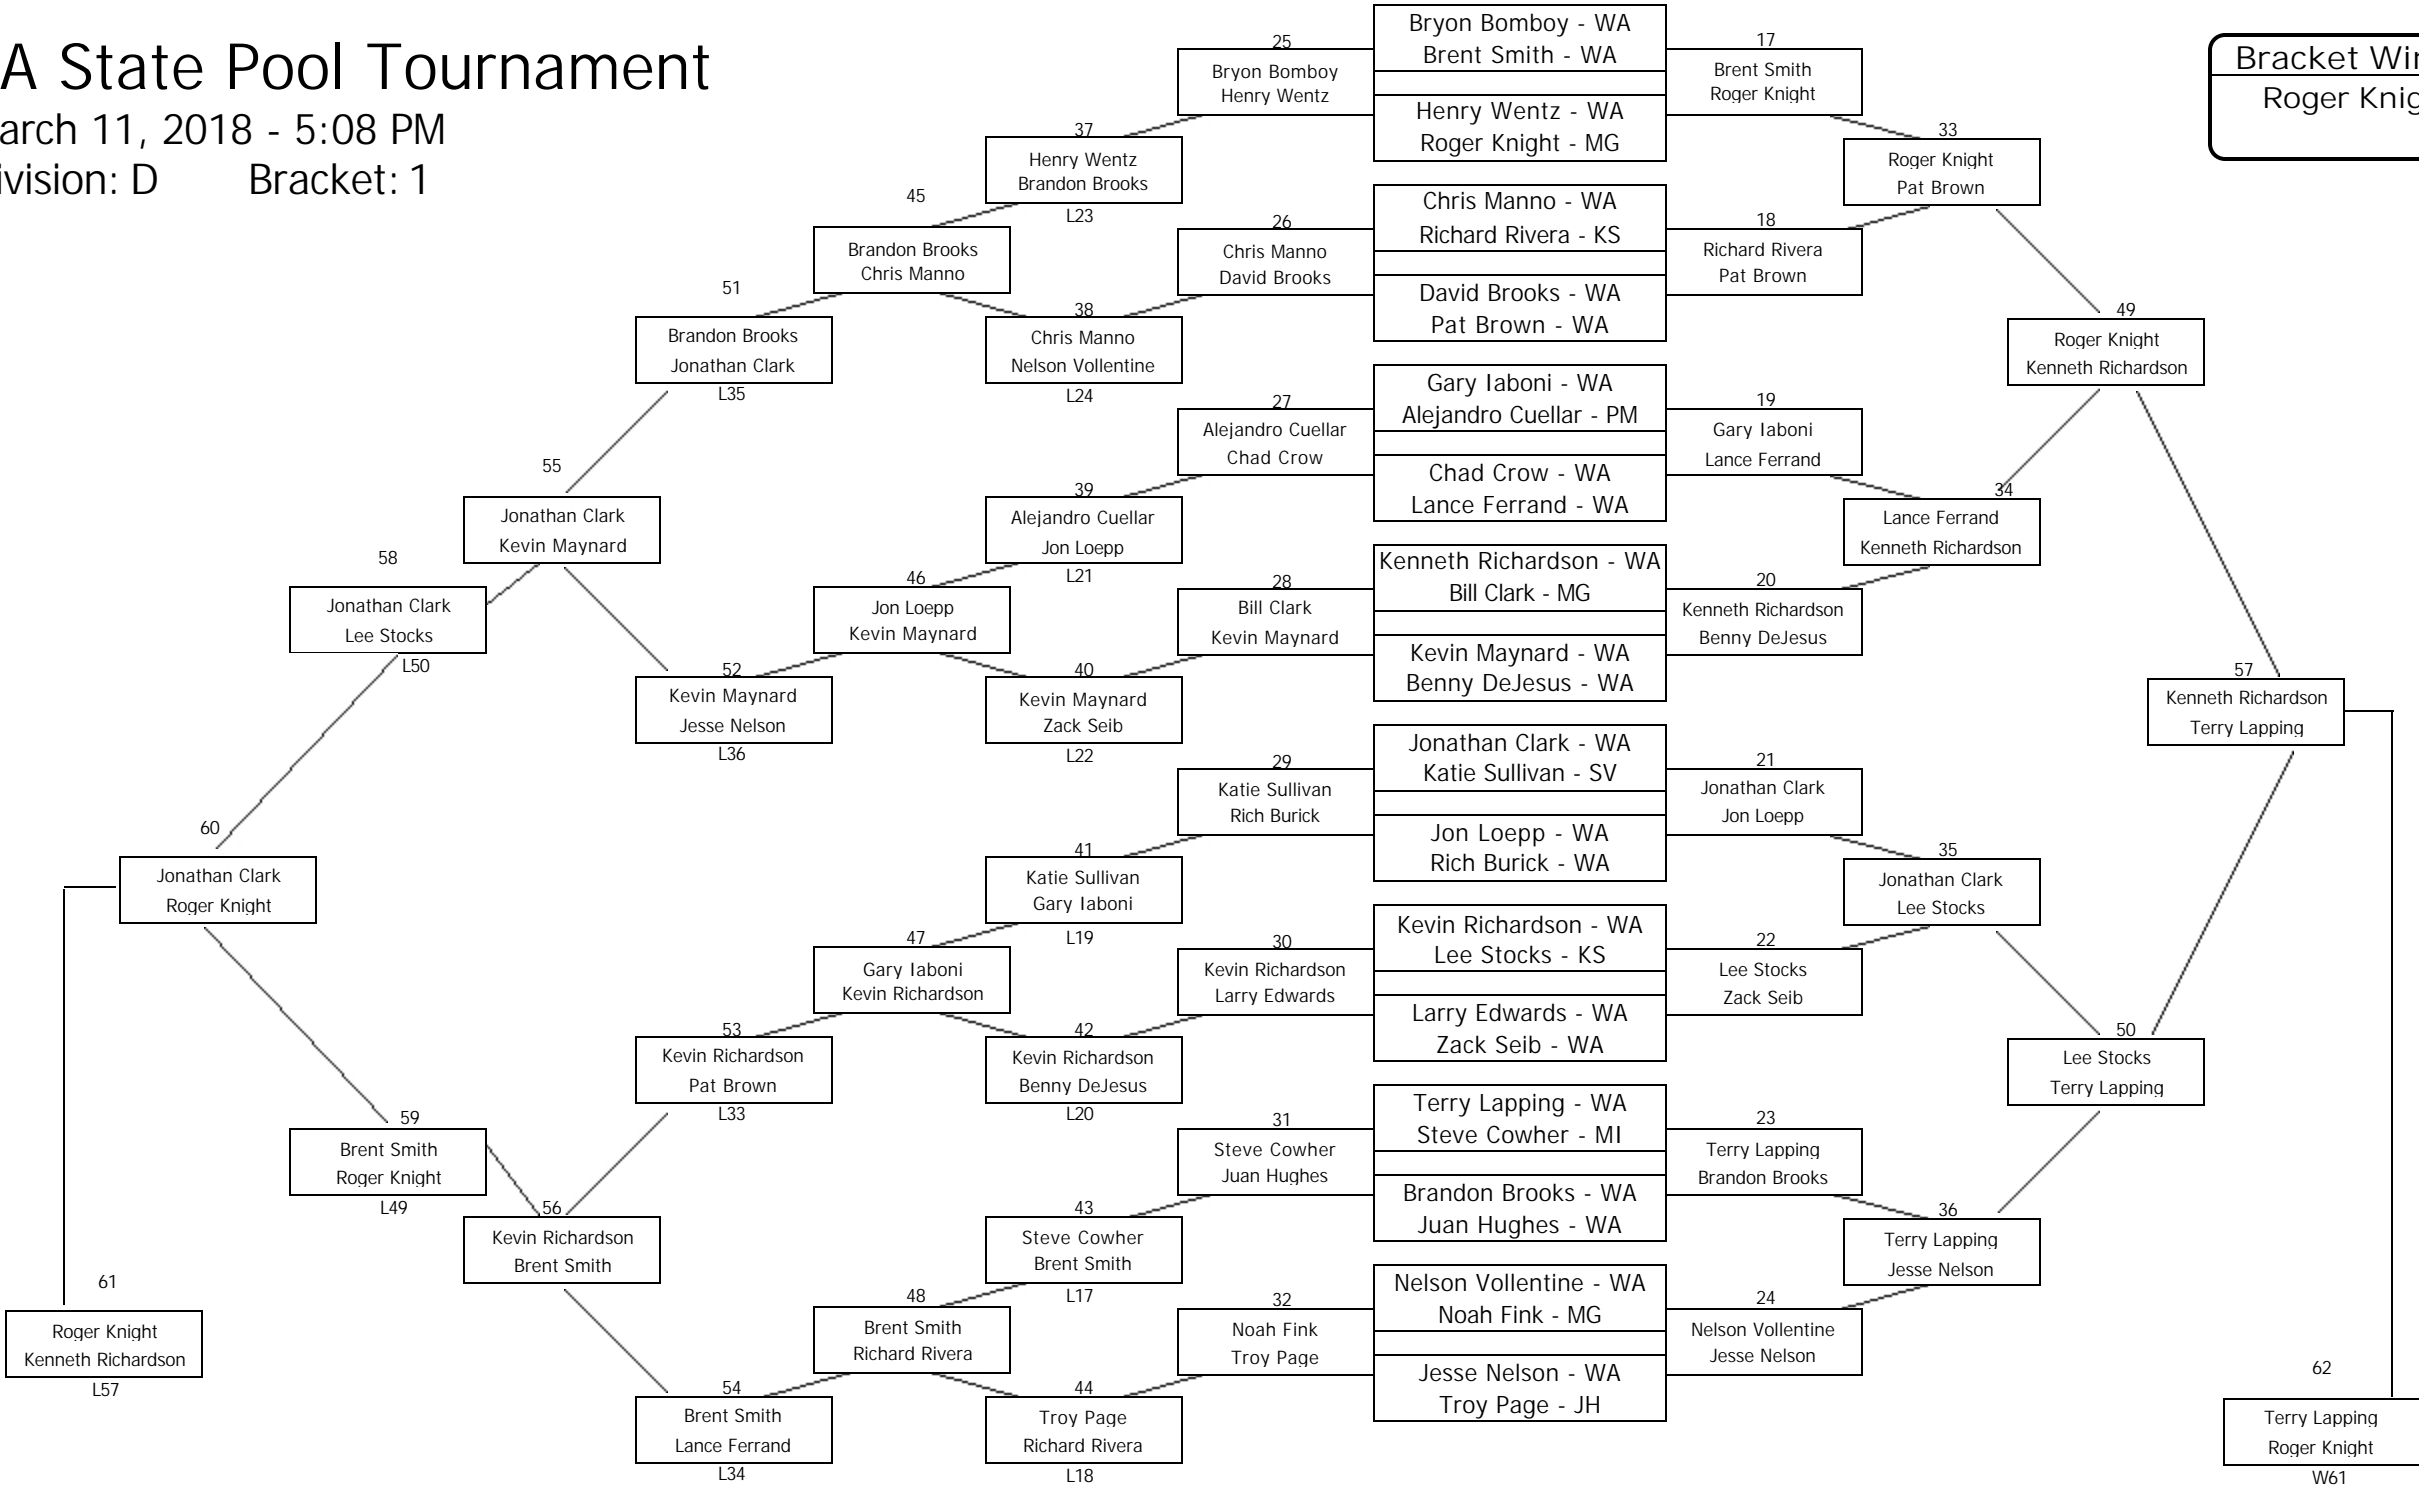 A State Pool Tournament
arch 11, 2018 - 5:08 PM
ivision: D Bracket: 1
Bracket Wi
Roger Knig
Bryon Bomboy - WA
Brent Smith - WA
Henry Wentz - WA
Roger Knight - MG
Chris Manno - WA
Richard Rivera - KS
David Brooks - WA
Pat Brown - WA
Gary Iaboni - WA
Alejandro Cuellar - PM
Chad Crow - WA
Lance Ferrand - WA
Kenneth Richardson - WA
Bill Clark - MG
Kevin Maynard - WA
Benny DeJesus - WA
Jonathan Clark - WA
Katie Sullivan - SV
Jon Loepp - WA
Rich Burick - WA
Kevin Richardson - WA
Lee Stocks - KS
Larry Edwards - WA
Zack Seib - WA
Terry Lapping - WA
Steve Cowher - MI
Brandon Brooks - WA
Juan Hughes - WA
Nelson Vollentine - WA
Noah Fink - MG
Jesse Nelson - WA
Troy Page - JH
17
Brent Smith
Roger Knight
18
Richard Rivera
Pat Brown
19
Gary Iaboni
Lance Ferrand
20
Kenneth Richardson
Benny DeJesus
21
Jonathan Clark
Jon Loepp
22
Lee Stocks
Zack Seib
23
Terry Lapping
Brandon Brooks
24
Nelson Vollentine
Jesse Nelson
25
Bryon Bomboy
Henry Wentz
26
Chris Manno
David Brooks
27
Alejandro Cuellar
Chad Crow
28
Bill Clark
Kevin Maynard
29
Katie Sullivan
Rich Burick
30
Kevin Richardson
Larry Edwards
31
Steve Cowher
Juan Hughes
32
Noah Fink
Troy Page
33
Roger Knight
Pat Brown
34
Lance Ferrand
Kenneth Richardson
35
Jonathan Clark
Lee Stocks
36
Terry Lapping
Jesse Nelson
37
Henry Wentz
Brandon Brooks
L23
38
Chris Manno
Nelson Vollentine
L24
39
Alejandro Cuellar
Jon Loepp
L21
40
Kevin Maynard
Zack Seib
L22
41
Katie Sullivan
Gary Iaboni
L19
42
Kevin Richardson
Benny DeJesus
L20
43
Steve Cowher
Brent Smith
L17
44
Troy Page
Richard Rivera
L18
45
Brandon Brooks
Chris Manno
46
Jon Loepp
Kevin Maynard
47
Gary Iaboni
Kevin Richardson
48
Brent Smith
Richard Rivera
49
Roger Knight
Kenneth Richardson
50
Lee Stocks
Terry Lapping
51
Brandon Brooks
Jonathan Clark
L35
52
Kevin Maynard
Jesse Nelson
L36
53
Kevin Richardson
Pat Brown
L33
54
Brent Smith
Lance Ferrand
L34
55
Jonathan Clark
Kevin Maynard
56
Kevin Richardson
Brent Smith
57
Kenneth Richardson
Terry Lapping
58
Jonathan Clark
Lee Stocks
L50
59
Brent Smith
Roger Knight
L49
60
Jonathan Clark
Roger Knight
61
Roger Knight
Kenneth Richardson
L57
62
Terry Lapping
Roger Knight
W61